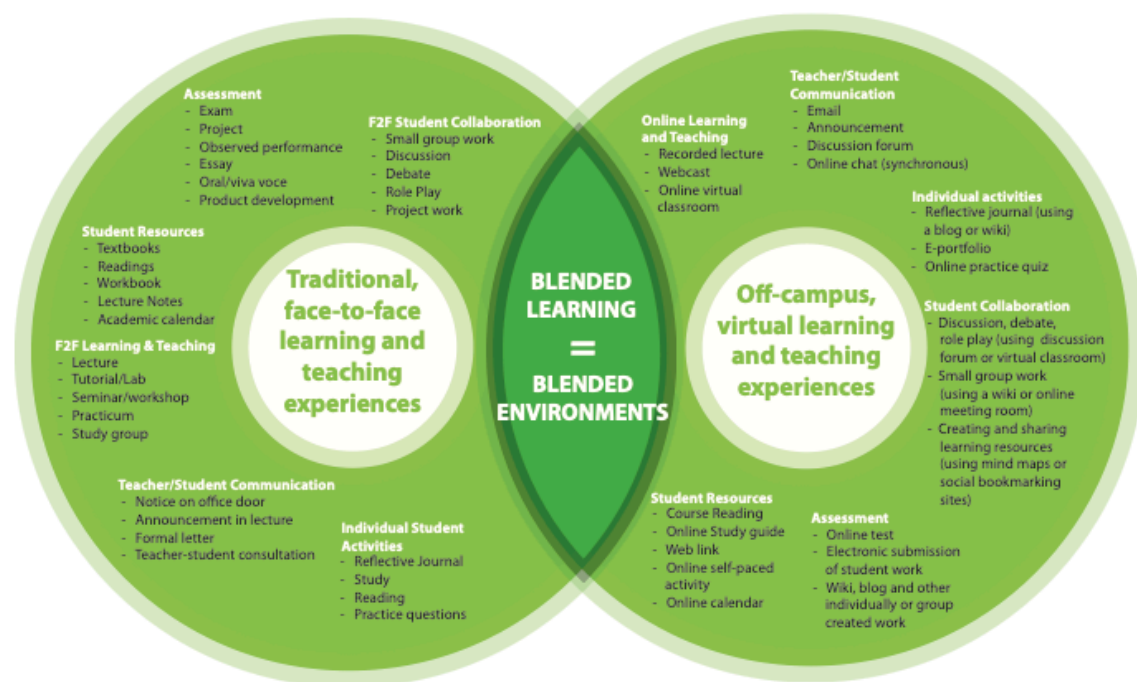 Assessment
- Exam
- Project
- Observed performance
- Essay
- Oral/viva voce
- Product development
F2F Student Collaboration
- Small group work
- Discussion
- Debate
- Role Play
- Project work
Student Resources
- Textbooks
- Readings
- Workbook
- Lecture Notes
- Academic calendar
F2F Learning & Teaching
- Lecture
- Tutorial/Lab
- Seminar/workshop
- Practicum
- Study group
Teacher/Student Communication
- Notice on office door
- Announcement in lecture
- Formal letter
- Teacher-student consultation
Individual Student
Activities
- Reflective Journal
- Study
- Reading
- Practice questions
Traditional,
face-to-face
learning and
teaching
experiences
BLENDED
LEARNING
=
BLENDED
ENVIRONMENTS
Online Learning
and Teaching
- Recorded lecture
- Webcast
- Online virtual
classroom
Teacher/Student
Communication
- Email
- Announcement
- Discussion forum
- Online chat (synchronous)
Individual activities
- Reflective journal (using
a blog or wiki)
- E-portfolio
- Online practice quiz
Off-campus,
virtual learning
and teaching
experiences
Student Collaboration
- Discussion, debate,
role play (using discussion
forum or virtual classroom)
- Small group work
(using a wiki or online
meeting room)
- Creating and sharing
learning resources
(using mind maps or
social bookmarking
sites)
Student Resources
- Course Reading
- Online Study guide
- Web link
- Online self-paced
activity
- Online calendar
Assessment
- Online test
- Electronic submission
of student work
- Wiki, blog and other
individually or group
created work